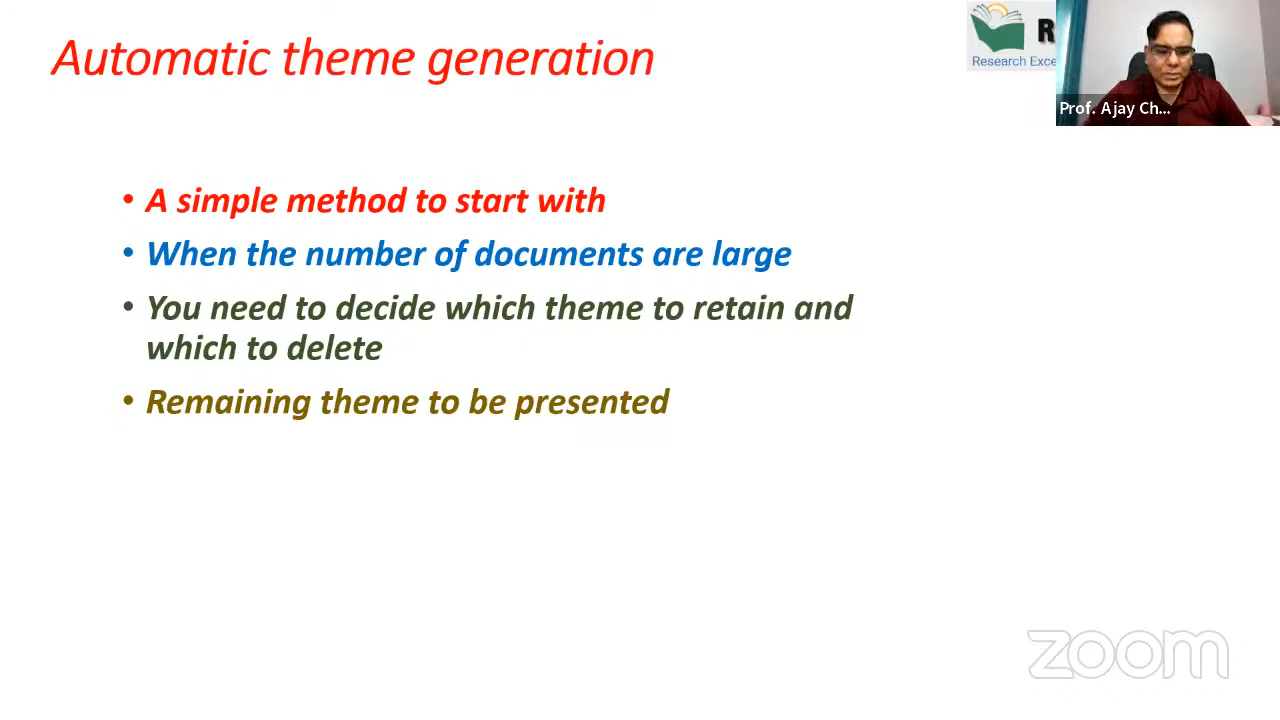 Automatic theme generation
R
Research Exce
Prof. Ajay Ch...
• A simple method to start with
• When the number of documents are large
• You need to decide which theme to retain and
which to delete
• Remaining theme to be presented
zoom